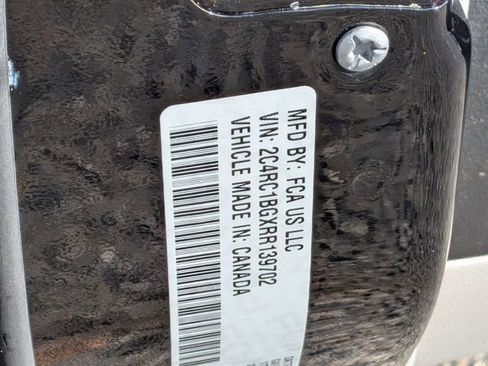 MFD BY: FCA US LLC
VIN: 2C4RC1BGXRR139702
VEHICLE MADE IN: CANADA